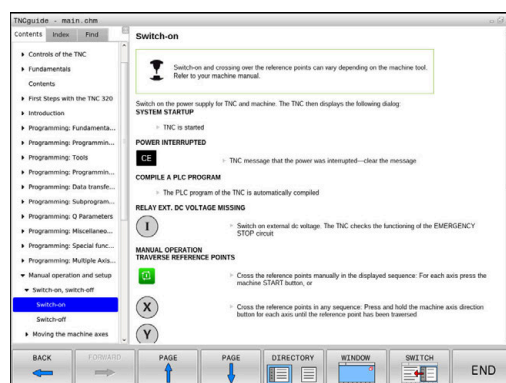 TNCguide - main.chm
Contents Index Find
Controls of the TNC
Fundamentals
Contents
First Steps with the TNC 320
Introduction
Programming: Fundamenta...
Programming: Programmin...
Programming: Tools
Programming: Programmin...
Programming: Data transfe...
Programming: Subprogram...
Programming: Q Parameters
Programming: Miscellaneo...
Programming: Special func...
Programming: Multiple Axis...
Manual operation and setup
Switch-on, switch-off
Switch-on
Switch-off
Moving the machine axes
Switch-on
Switch-on and crossing over the reference points can vary depending on the machine tool.
Refer to your machine manual.
Switch on the power supply for TNC and machine. The TNC then displays the following dialog:
SYSTEM STARTUP
TNC is started
POWER INTERRUPTED
CE
TNC message that the power was interrupted—clear the message
COMPILE A PLC PROGRAM
The PLC program of the TNC is automatically compiled
RELAY EXT. DC VOLTAGE MISSING
I
Switch on external dc voltage. The TNC checks the functioning of the EMERGENCY
STOP circuit
MANUAL OPERATION
TRAVERSE REFERENCE POINTS
Cross the reference points manually in the displayed sequence: For each axis press the
machine START button, or
X
Cross the reference points in any sequence: Press and hold the machine axis direction
button for each axis until the reference point has been traversed
Y
BACK FORWARD PAGE PAGE DIRECTORY WINDOW SWITCH END